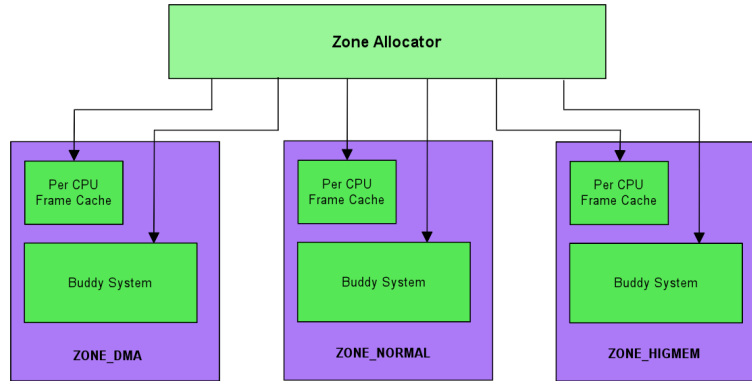 Zone Allocator
Per CPU
Frame Cache
Buddy System
ZONE_DMA
Per CPU
Frame Cache
Buddy System
ZONE_NORMAL
Per CPU
Frame Cache
Buddy System
ZONE_HIGMEM